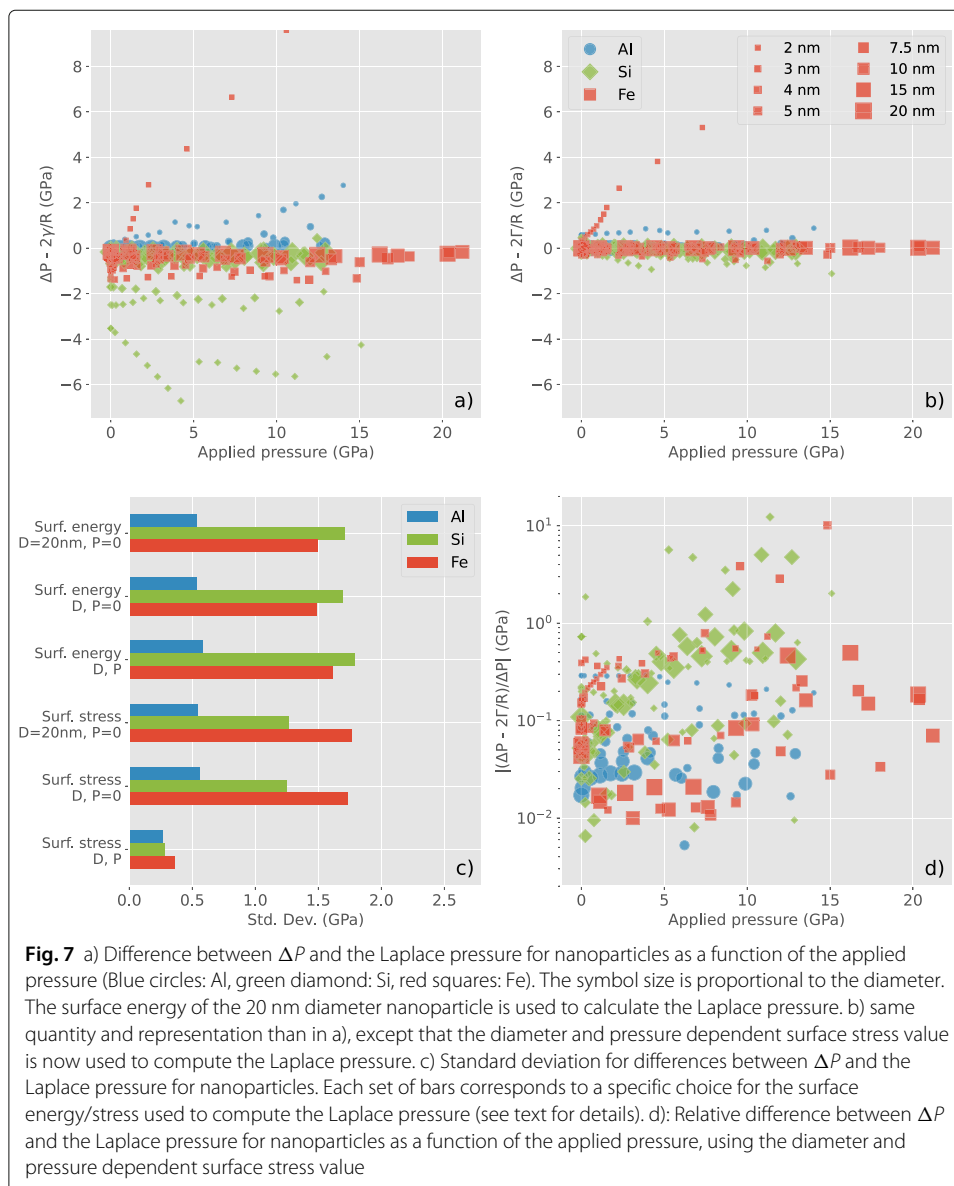 8
6
4
2
0
−2
−4
−6
ΔP - 2γ/R (GPa)
0 5 10 15 20
Applied pressure (GPa)
a)
8
6
4
2
0
−2
−4
−6
ΔP - 2Γ/R (GPa)
Al
Si
Fe
2 nm 7.5 nm
3 nm 10 nm
4 nm 15 nm
5 nm 20 nm
0 5 10 15 20
Applied pressure (GPa)
b)
Surf. energy
D=20nm, P=0
Surf. energy
D, P=0
Surf. energy
D, P
Surf. stress
D=20nm, P=0
Surf. stress
D, P=0
Surf. stress
D, P
Al
Si
Fe
0.0 0.5 1.0 1.5 2.0 2.5
Std. Dev. (GPa)
c)
10¹
10⁰
10⁻¹
10⁻²
|(ΔP - 2Γ/R)/ΔP| (GPa)
0 5 10 15 20
Applied pressure (GPa)
d)
Fig. 7 a) Difference between ΔP and the Laplace pressure for nanoparticles as a function of the applied
pressure (Blue circles: Al, green diamond: Si, red squares: Fe). The symbol size is proportional to the diameter.
The surface energy of the 20 nm diameter nanoparticle is used to calculate the Laplace pressure. b) same
quantity and representation than in a), except that the diameter and pressure dependent surface stress value
is now used to compute the Laplace pressure. c) Standard deviation for differences between ΔP and the
Laplace pressure for nanoparticles. Each set of bars corresponds to a specific choice for the surface
energy/stress used to compute the Laplace pressure (see text for details). d): Relative difference between ΔP
and the Laplace pressure for nanoparticles as a function of the applied pressure, using the diameter and
pressure dependent surface stress value